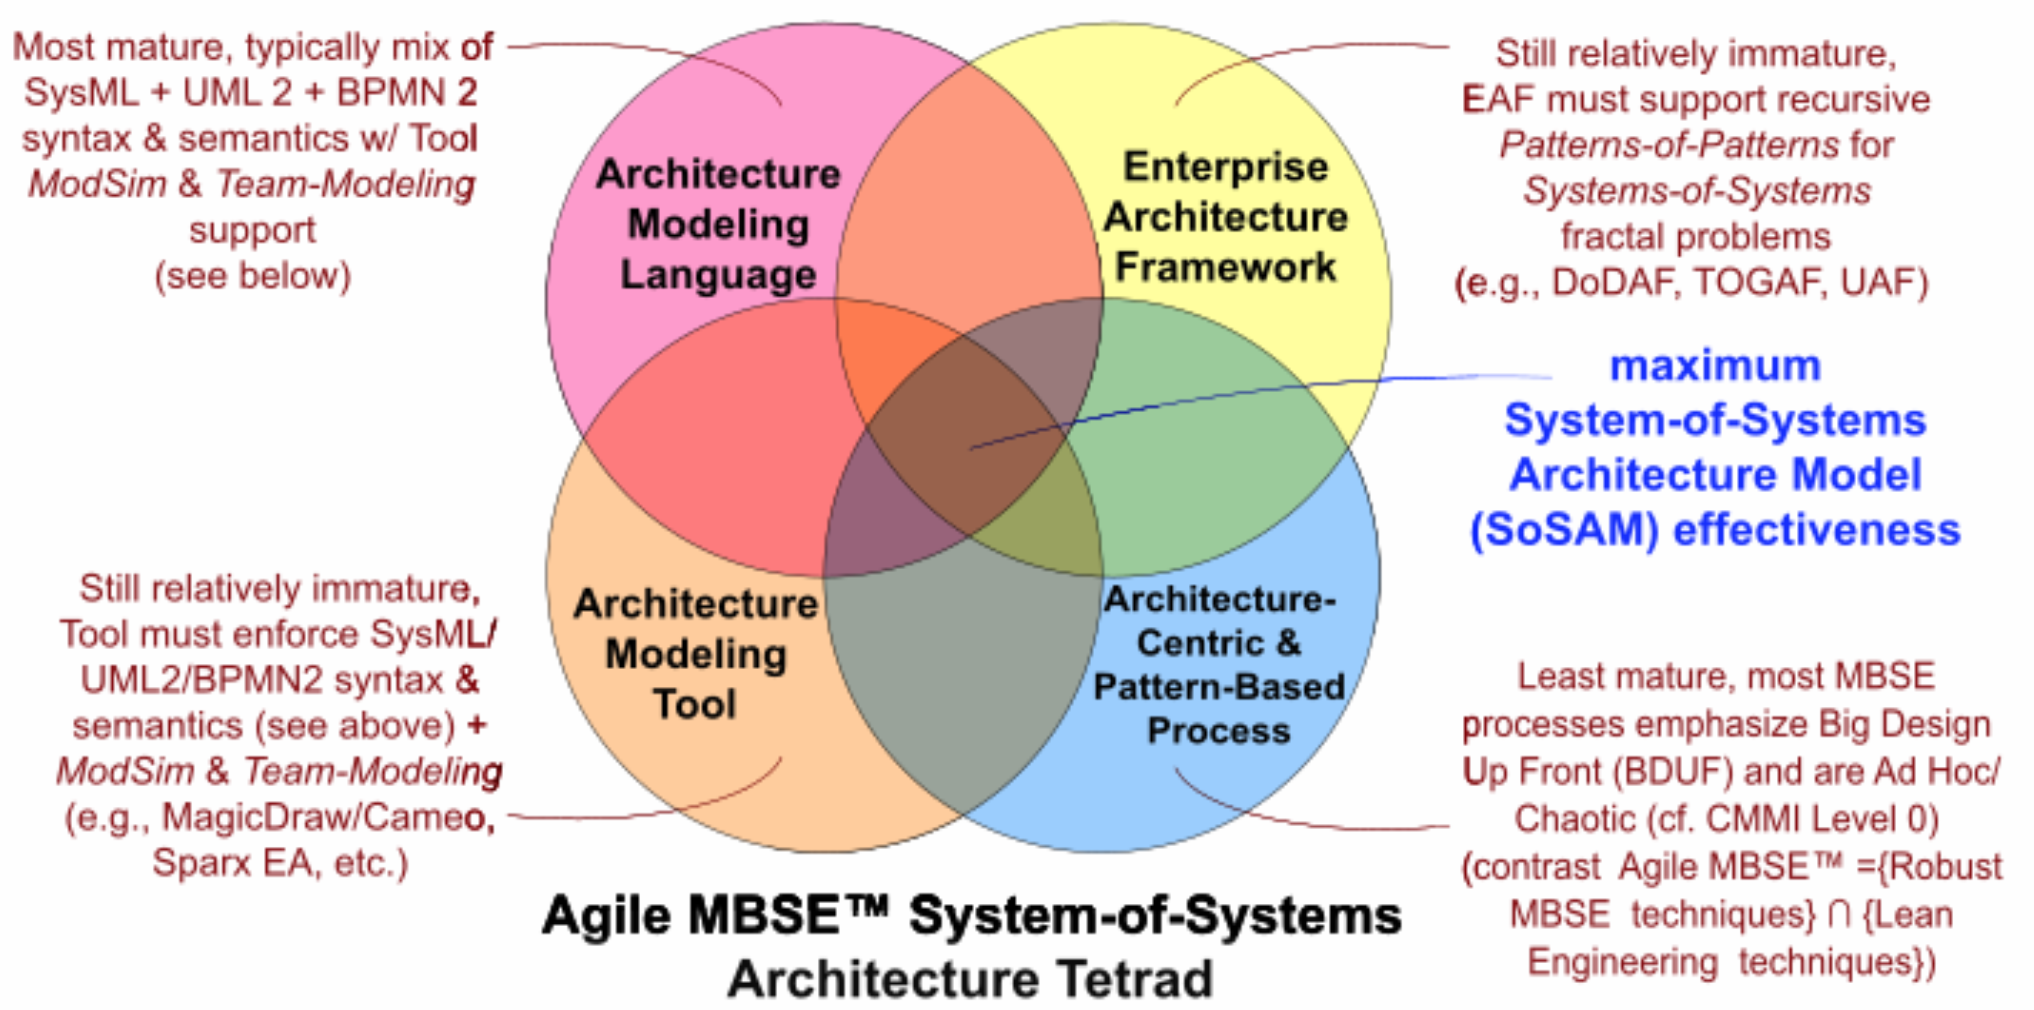 Most mature, typically mix of
SysML + UML 2 + BPMN 2
syntax & semantics w/ Tool
ModSim & Team-Modeling
support
(see below)
Architecture
Modeling
Language
Enterprise
Architecture
Framework
Still relatively immature,
EAF must support recursive
Patterns-of-Patterns for
Systems-of-Systems
fractal problems
(e.g., DoDAF, TOGAF, UAF)
maximum
System-of-Systems
Architecture Model
(SoSAM) effectiveness
Still relatively immature,
Tool must enforce SysML/
UML2/BPMN2 syntax &
semantics (see above) +
ModSim & Team-Modeling
(e.g., MagicDraw/Cameo,
Sparx EA, etc.)
Architecture
Modeling
Tool
Architecture-
Centric &
Pattern-Based
Process
Least mature, most MBSE
processes emphasize Big Design
Up Front (BDUF) and are Ad Hoc/
Chaotic (cf. CMMI Level 0)
(contrast Agile MBSE™ ={Robust
MBSE techniques} ∩ {Lean
Engineering techniques})
Agile MBSE™ System-of-Systems
Architecture Tetrad